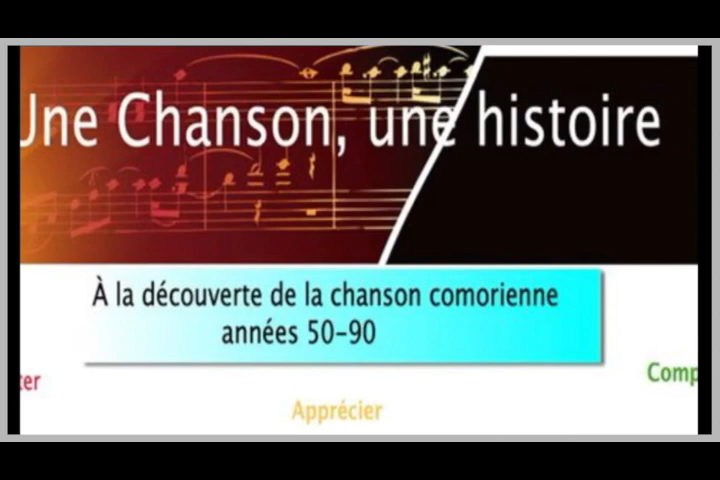 Une Chanson, une histoire
À la découverte de la chanson comorienne
années 50-90
Apprécier